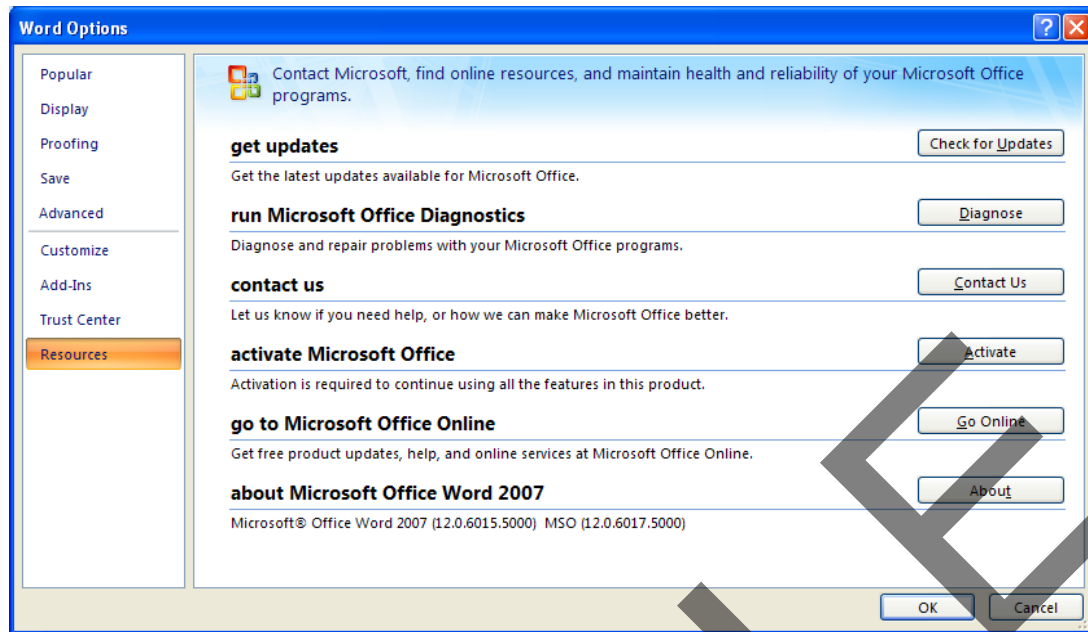 Word Options
Popular
Display
Proofing
Save
Advanced
Customize
Add-Ins
Trust Center
Resources
Contact Microsoft, find online resources, and maintain health and reliability of your Microsoft Office
programs.
get updates
Check for Updates
Get the latest updates available for Microsoft Office.
run Microsoft Office Diagnostics
Diagnose
Diagnose and repair problems with your Microsoft Office programs.
contact us
Contact Us
Let us know if you need help, or how we can make Microsoft Office better.
activate Microsoft Office
Activate
Activation is required to continue using all the features in this product.
go to Microsoft Office Online
Go Online
Get free product updates, help, and online services at Microsoft Office Online.
about Microsoft Office Word 2007
About
Microsoft® Office Word 2007 (12.0.6015.5000) MSO (12.0.6017.5000)
OK
Cancel